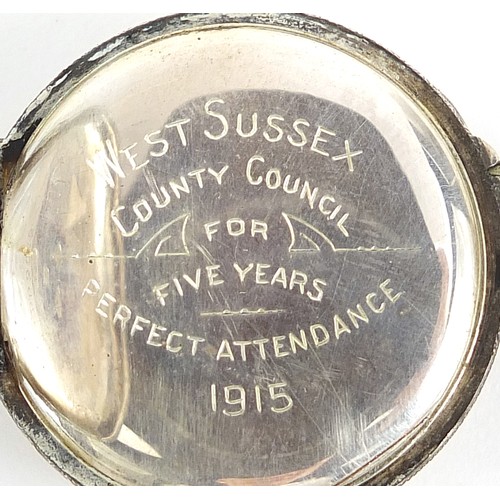 WEST SUSSEX
COUNTY COUNCIL
FOR
FIVE YEARS
PERFECT ATTENDANCE
1915